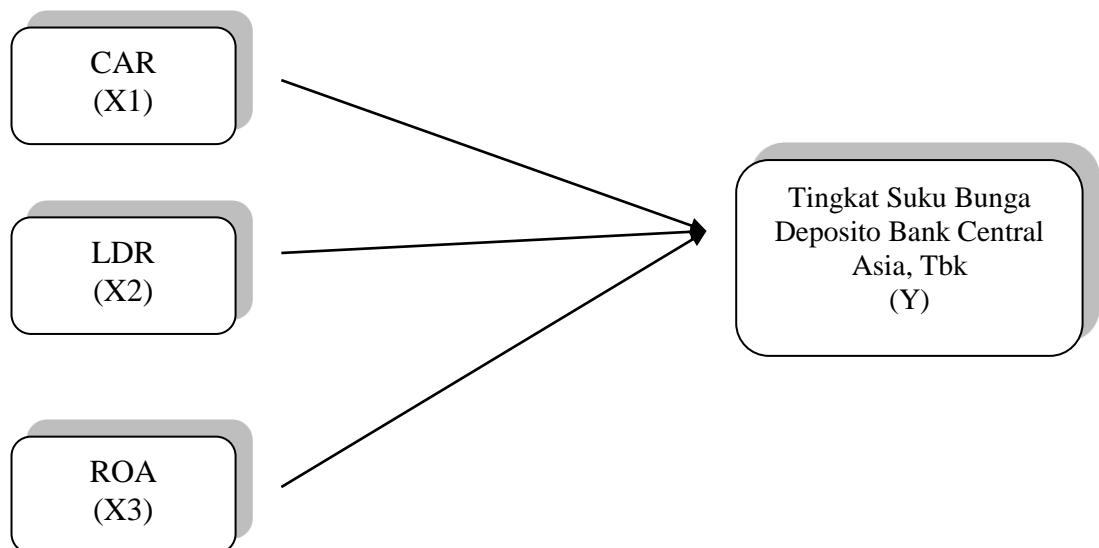 CAR
(X1)
LDR
(X2)
ROA
(X3)
Tingkat Suku Bunga
Deposito Bank Central
Asia, Tbk
(Y)